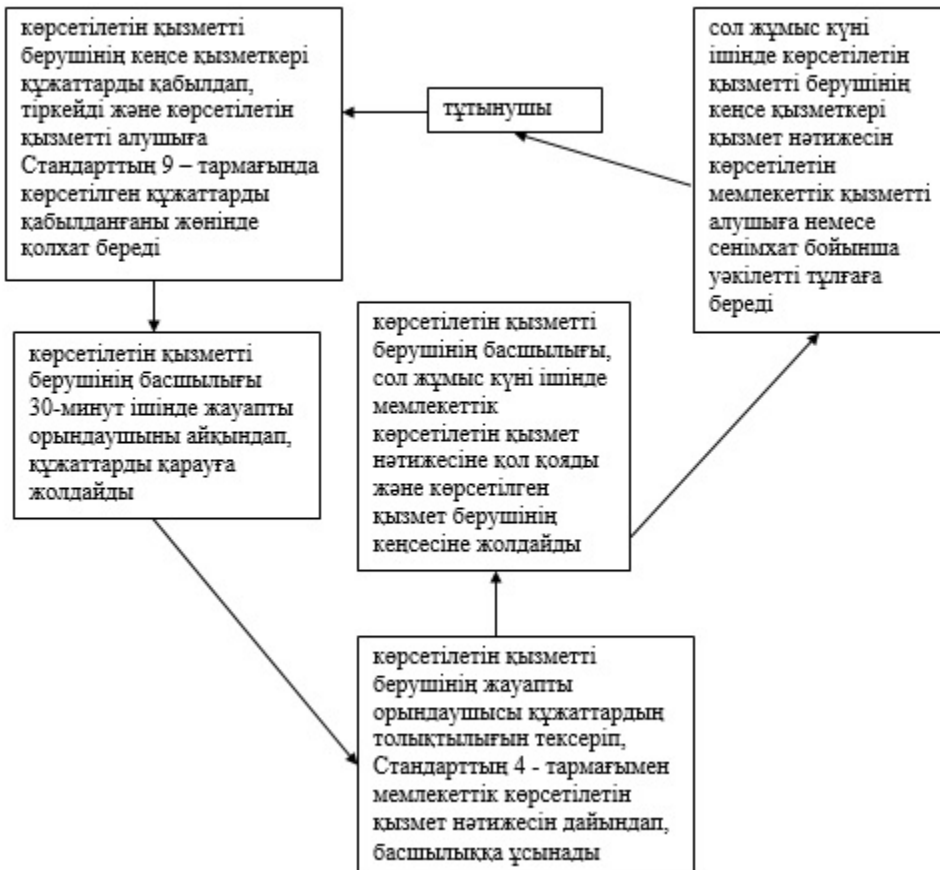 көрсетілетін қызметті
берушінің кеңсе қызметкері
құжаттарды қабылдап,
тіркейді және көрсетілетін
қызметті алушыға
Стандарттың 9 – тармағында
көрсетілген құжаттарды
қабылданғаны жөнінде
қолхат береді
тұтынушы
сол жұмыс күні
ішінде көрсетілетін
қызметті берушінің
кеңсе қызметкері
қызмет нәтижесін
көрсетілетін
мемлекеттік қызметті
алушыға немесе
сенімхат бойынша
уәкілетті тұлғаға
береді
көрсетілетін қызметті
берушінің басшылығы
30-минут ішінде жауапты
орындаушыны айқындап,
құжаттарды қарауға
жолдайды
көрсетілетін қызметті
берушінің басшылығы,
сол жұмыс күні ішінде
мемлекеттік
көрсетілетін қызмет
нәтижесіне қол қояды
және көрсетілген
қызмет берушінің
кеңсесіне жолдайды
көрсетілетін қызметті
берушінің жауапты
орындаушысы құжаттардың
толықтилығын тексеріп,
Стандарттың 4 - тармағымен
мемлекеттік көрсетілетін
қызмет нәтижесін дайындап,
басшылыққа ұсынады